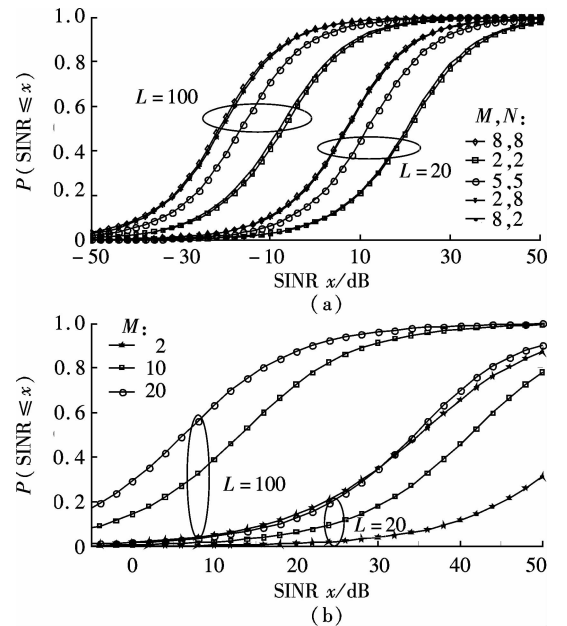 1.0
0.8
0.6
0.4
0.2
0
P(SINR≤x)
L=100
L=20
M,N:
8,8
2,2
5,5
2,8
8,2
-50 -30 -10 10 30 50
SINR x/dB
(a)
1.0
0.8
0.6
0.4
0.2
0
P(SINR≤x)
M:
2
10
20
L=100
L=20
0 10 20 30 40 50
SINR x/dB
(b)